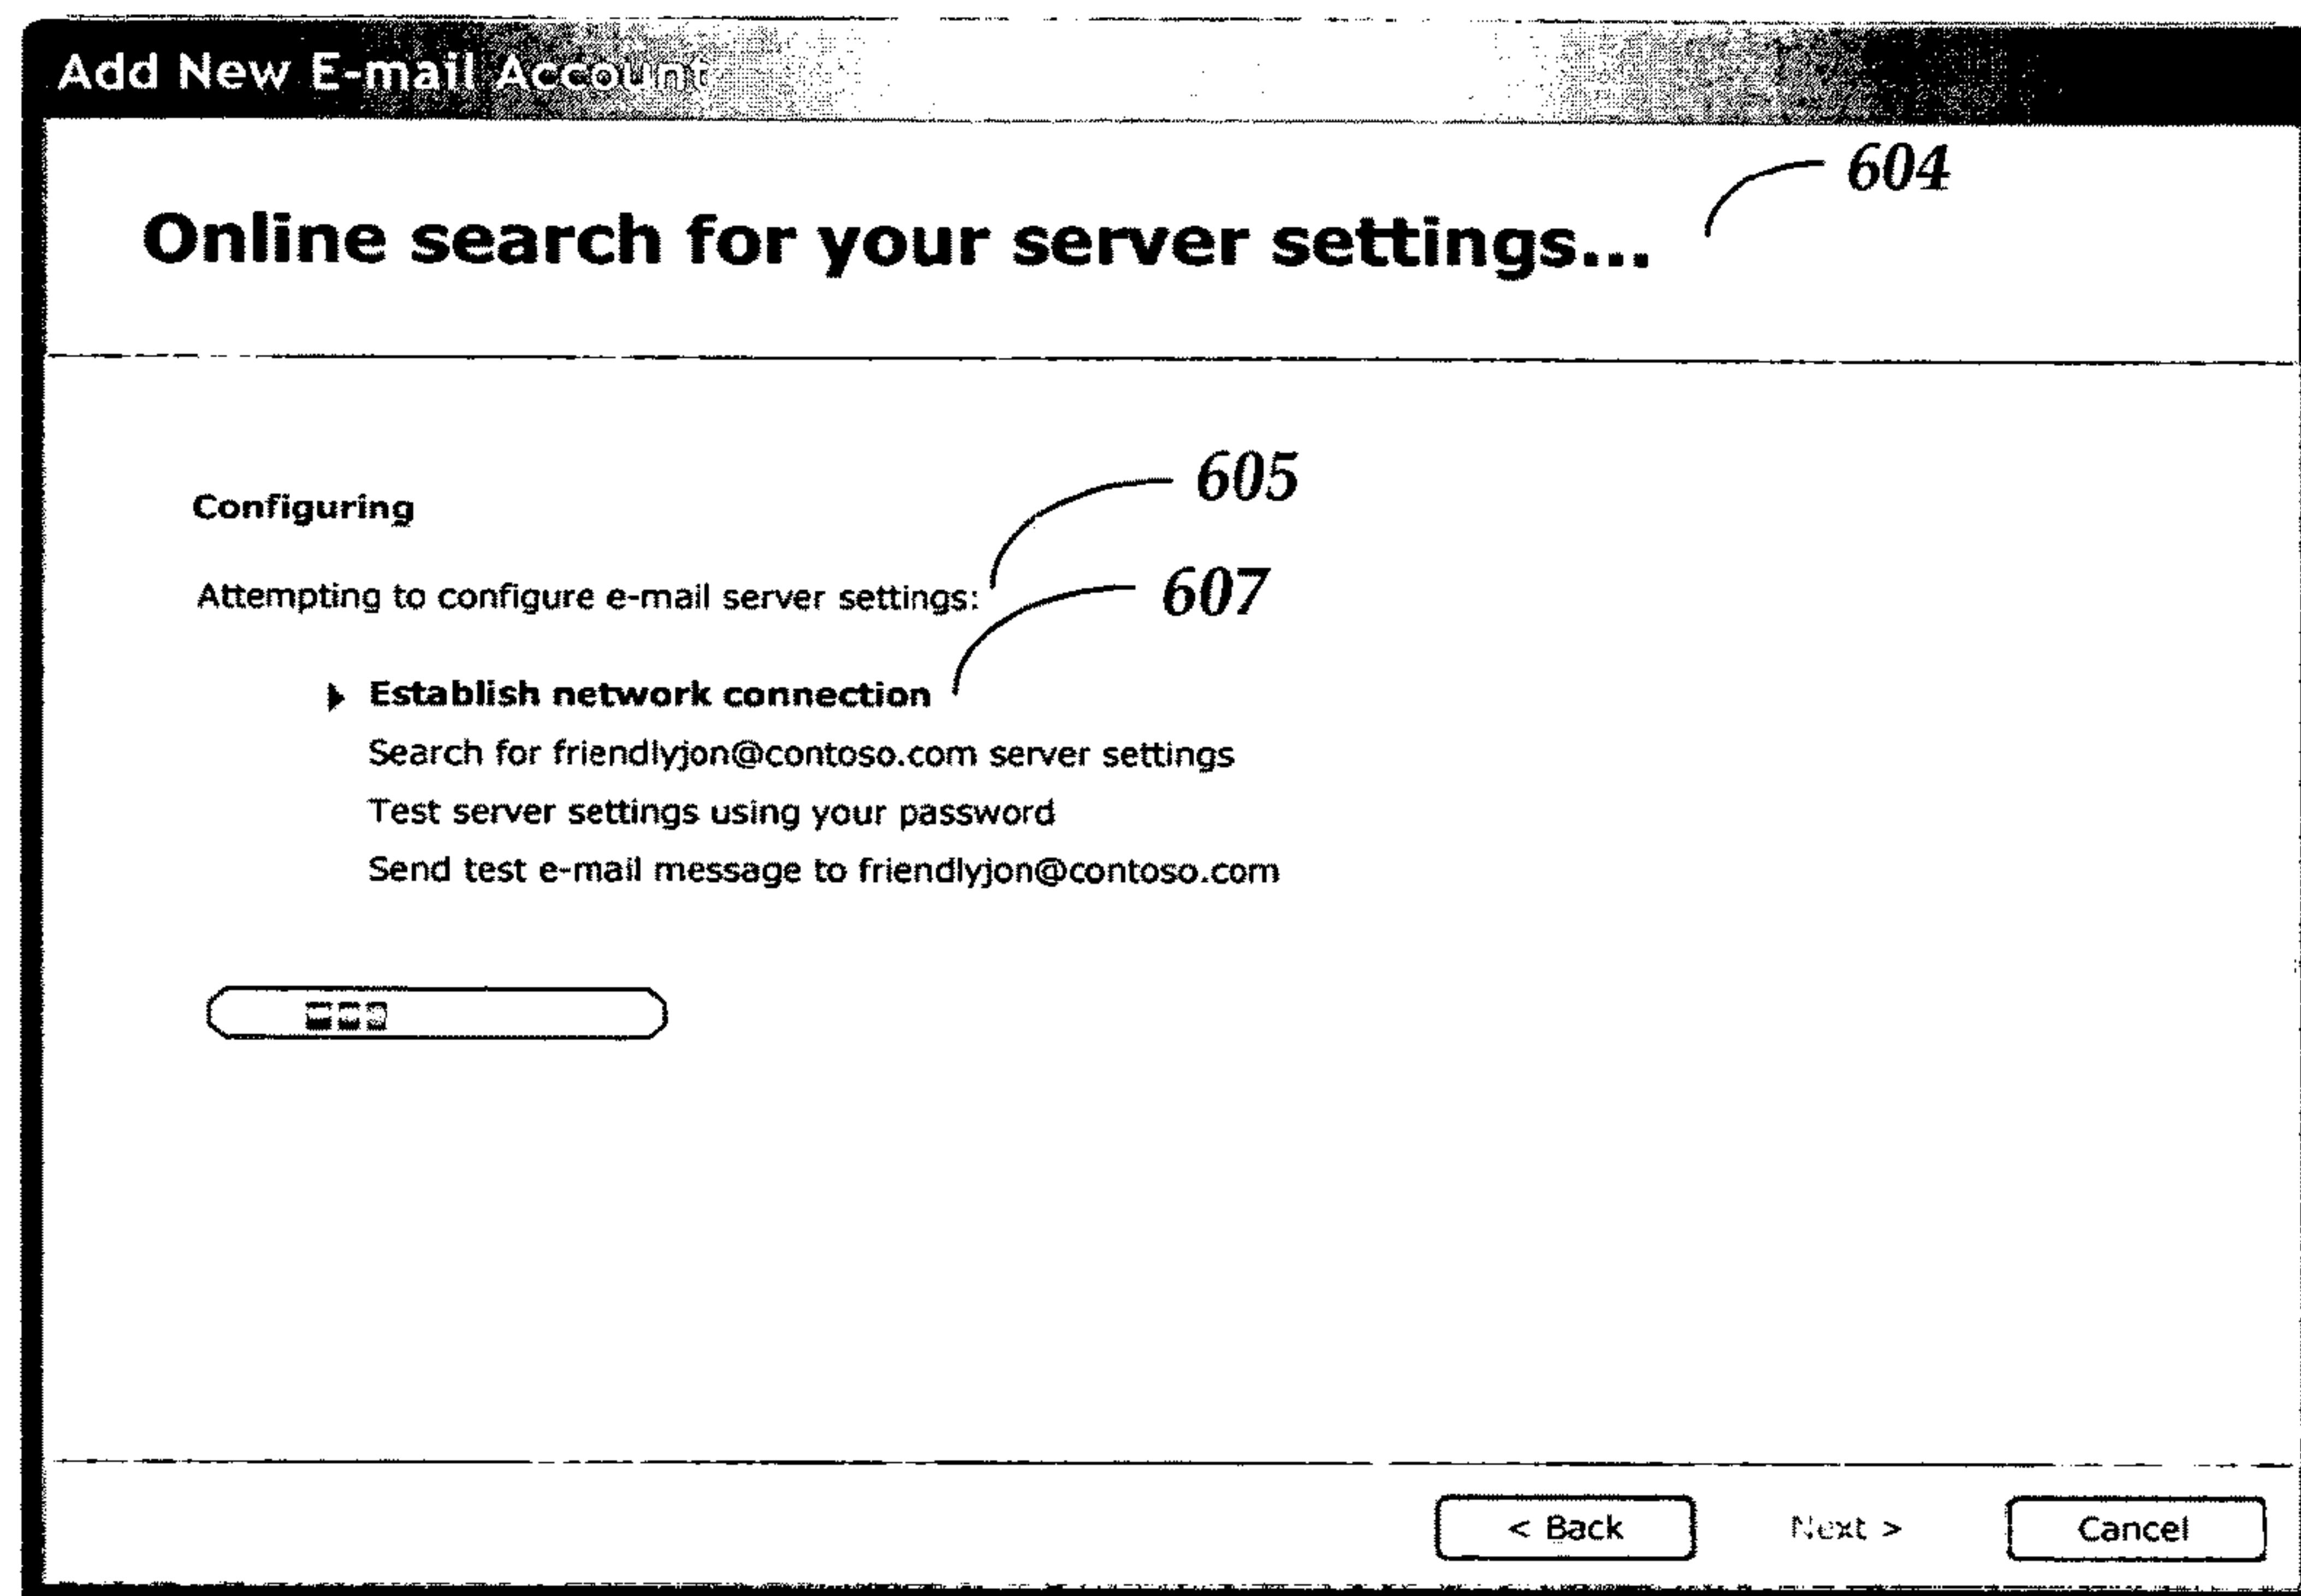 Add New E-mail Account
604
Online search for your server settings...
605
Configuring
607
Attempting to configure e-mail server settings:
Establish network connection
Search for friendlyjon@contoso.com server settings
Test server settings using your password
Send test e-mail message to friendlyjon@contoso.com
< Back Next > Cancel